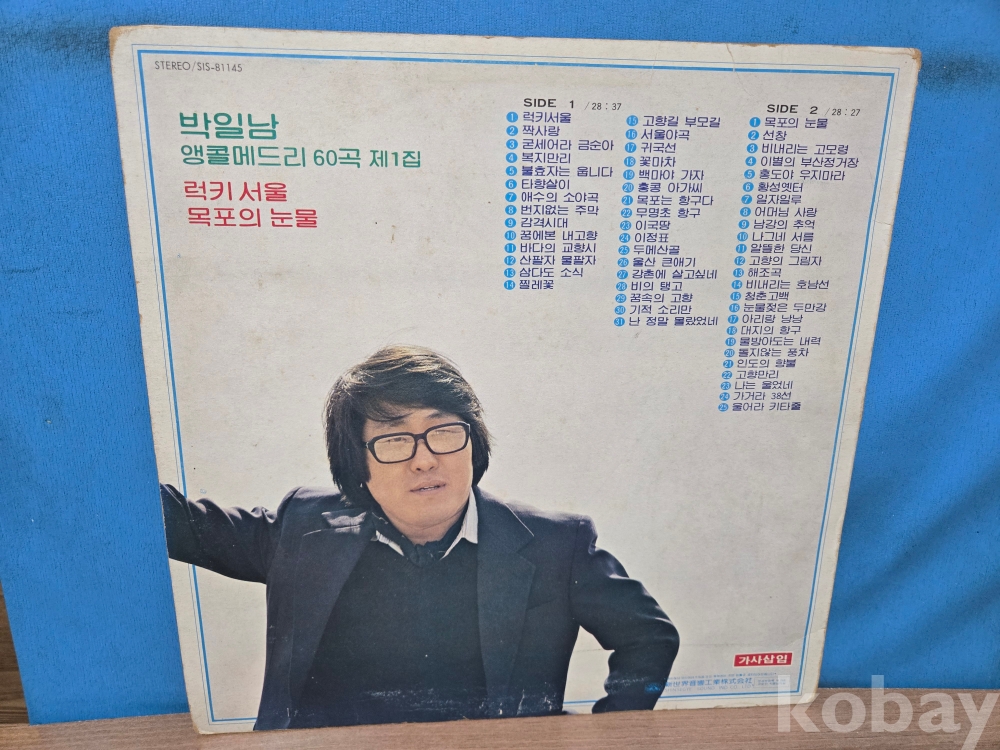 STEREO/SIS-81145
박일남
앵콜메드리 60곡 제1집
럭키 서울
목포의 눈물
SIDE 1 / 28 : 37
1 럭키서울
2 짝사랑
3 굳세어라 금순아
4 복지만리
5 불효자는 웁니다
6 타향살이
7 애수의 소야곡
8 번지없는 주막
9 감격시대
10 꿈에본 내고향
11 바다의 교향시
12 산팔자 물팔자
13 삼다도 소식
14 찔레꽃
15 고향길 부모길
16 서울야곡
17 귀국선
18 꽃마차
19 백마야 가자
20 홍콩 아가씨
21 목포는 항구다
22 무명초 항구
23 이국땅
24 이정표
25 두메산골
26 울산 큰애기
27 강촌에 살고싶네
28 비의 탱고
29 꿈속의 고향
30 기적 소리만
31 난 정말 몰랐었네
SIDE 2 / 28 : 27
1 목포의 눈물
2 선창
3 비내리는 고모령
4 이별의 부산정거장
5 홍도야 우지마라
6 황성옛터
7 일자일루
8 어머님 사랑
9 남강의 추억
10 나그네 서름
11 알뜰한 당신
12 고향의 그림자
13 해조곡
14 비내리는 호남선
15 청춘고백
16 눈물젖은 두만강
17 아리랑 낭낭
18 대지의 항구
19 물방아도는 내력
20 돌지않는 풍차
21 인도의 향불
22 고향만리
23 나는 울었네
24 가거라 38선
25 울어라 키타줄
가사삽입
新世界音響工業株式会社
kobay